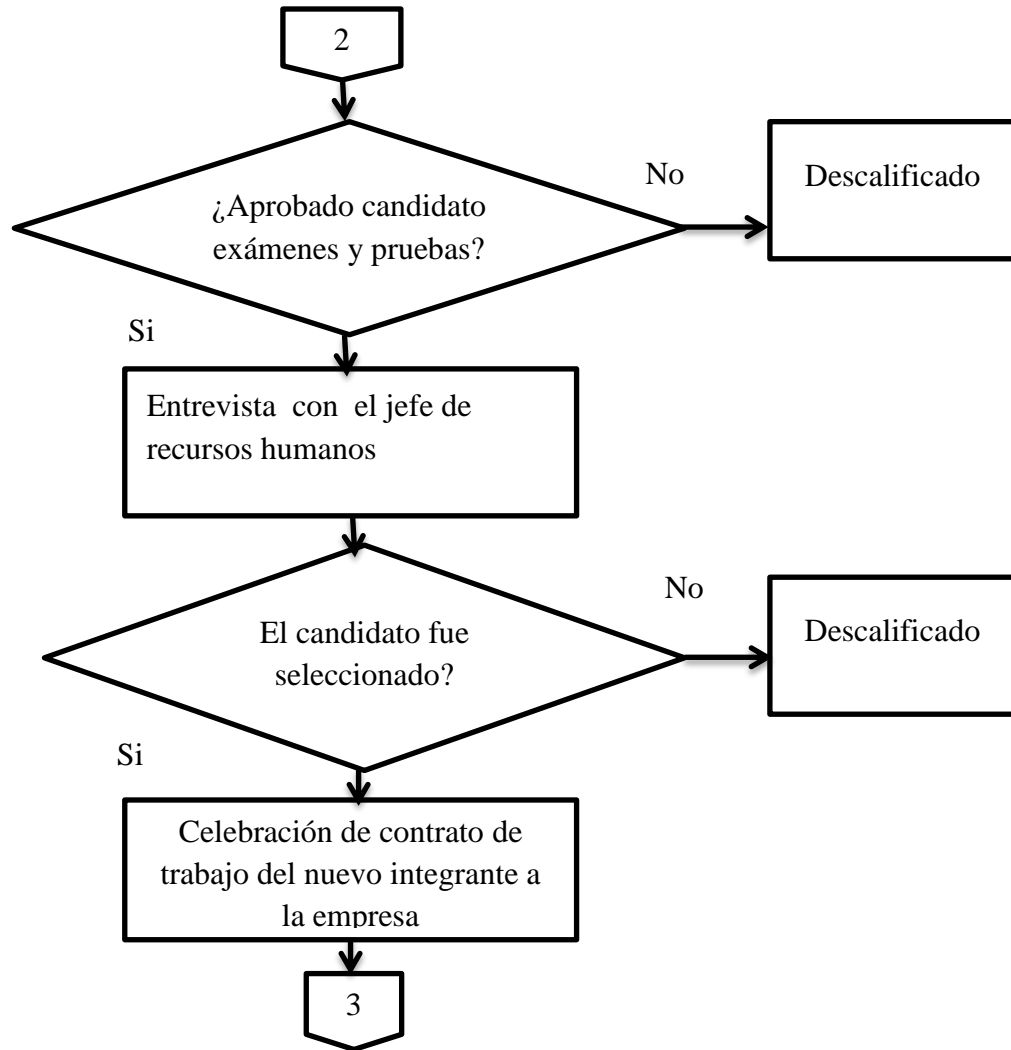 2
No
Descalificado
¿Aprobado candidato
exámenes y pruebas?
Si
Entrevista con el jefe de
recursos humanos
No
Descalificado
El candidato fue
seleccionado?
Si
Celebración de contrato de
trabajo del nuevo integrante a
la empresa
3